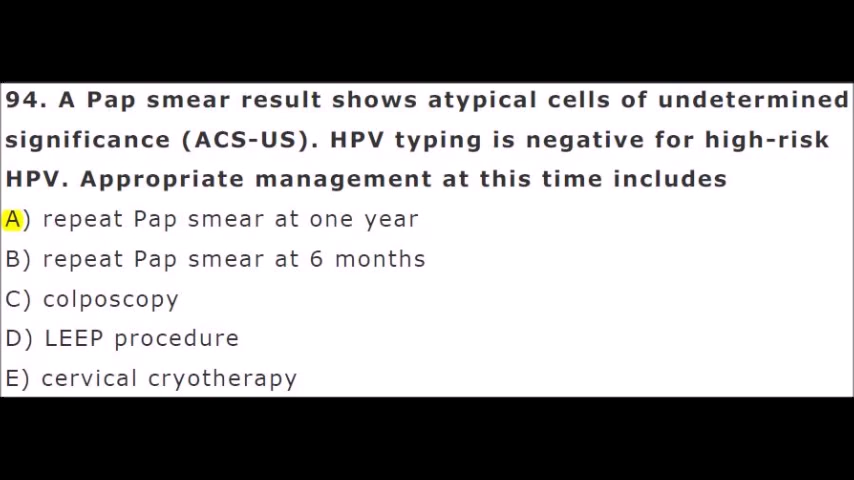 94. A Pap smear result shows atypical cells of undetermined
significance (ACS-US). HPV typing is negative for high-risk
HPV. Appropriate management at this time includes
A) repeat Pap smear at one year
B) repeat Pap smear at 6 months
C) colposcopy
D) LEEP procedure
E) cervical cryotherapy